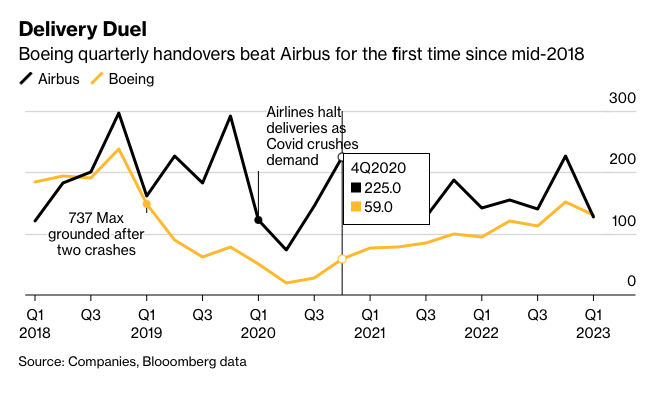 Delivery Duel
Boeing quarterly handovers beat Airbus for the first time since mid-2018
Airbus Boeing
300
Airlines halt
deliveries as
Covid crushes
demand
4Q2020
225.0
59.0
200
737 Max
grounded after
two crashes
100
0
Q1 Q3 Q1 Q3 Q1 Q3 Q1 Q3 Q1 Q3 Q1
2018 2019 2020 2021 2022 2023
Source: Companies, Blooomberg data